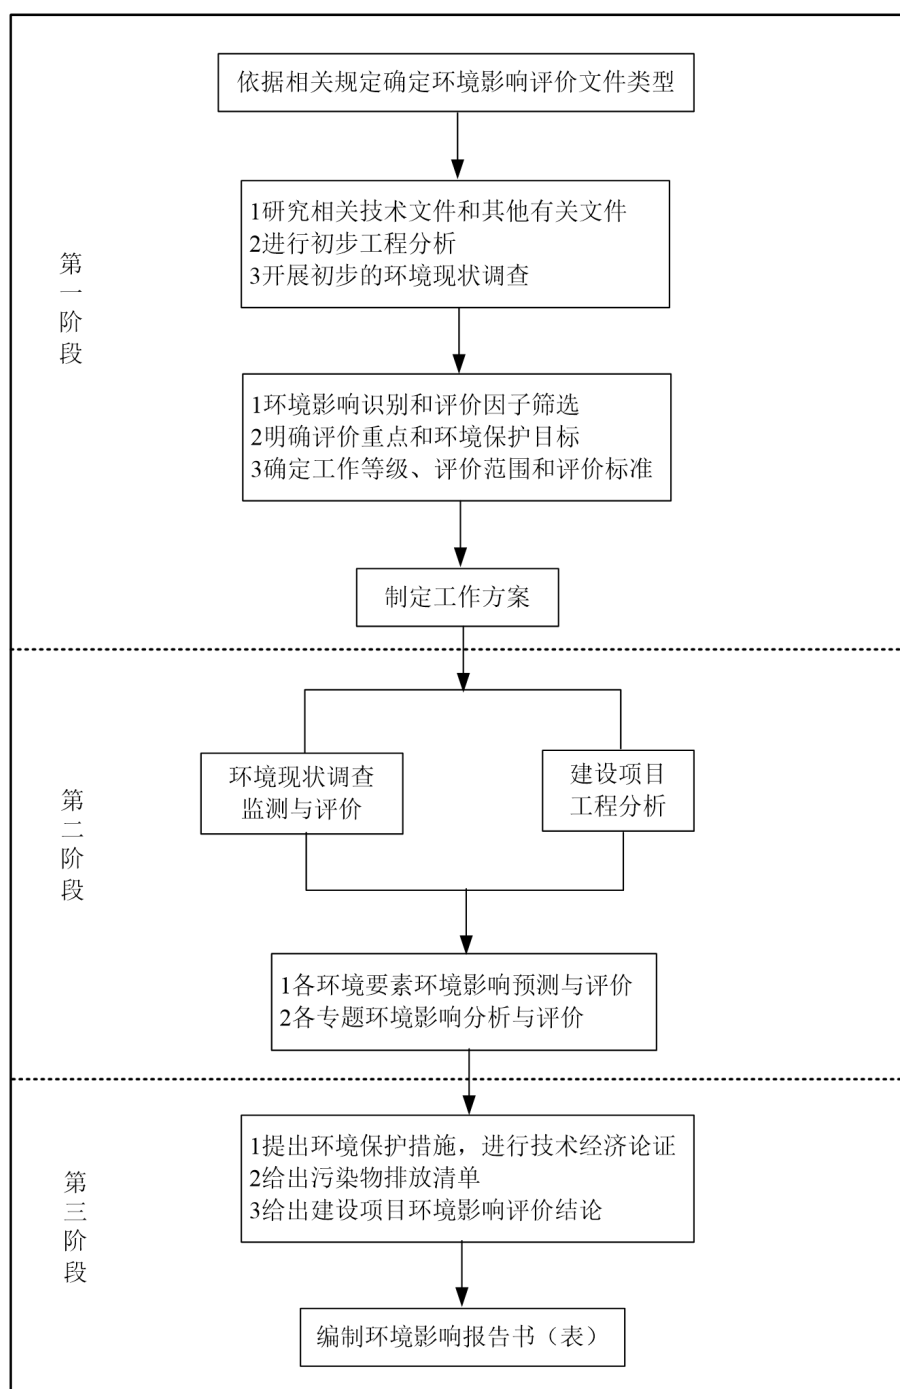 依据相关规定确定环境影响评价文件类型
1研究相关技术文件和其他有关文件
2进行初步工程分析
3开展初步的环境现状调查
第一阶段
1环境影响识别和评价因子筛选
2明确评价重点和环境保护目标
3确定工作等级、评价范围和评价标准
制定工作方案
环境现状调查
监测与评价
建设项目
工程分析
第二阶段
1各环境要素环境影响预测与评价
2各专题环境影响分析与评价
1提出环境保护措施，进行技术经济论证
2给出污染物排放清单
3给出建设项目环境影响评价结论
第三阶段
编制环境影响报告书（表）